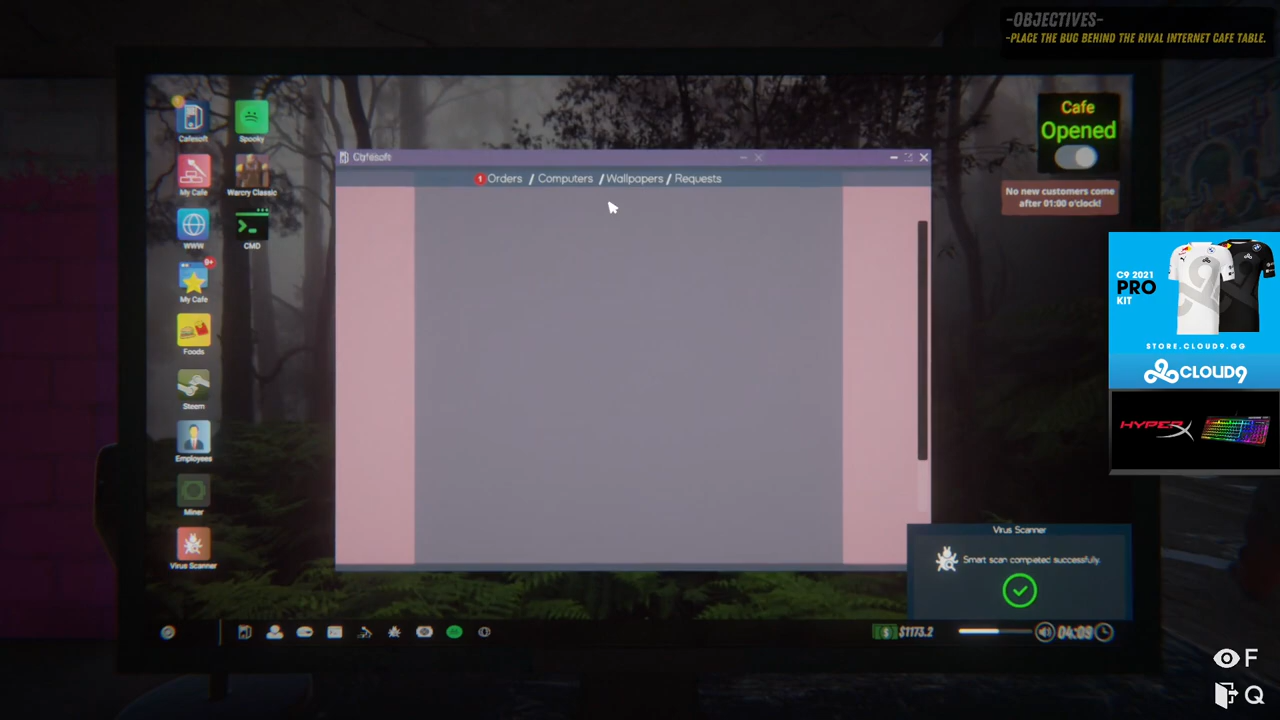 -OBJECTIVES-
-PLACE THE BUG BEHIND THE RIVAL INTERNET CAFE TABLE.
Cafesoft
Spooky
My Cafe
Warcry Classic
WWW
CMD
My Cafe
9+
Foods
Steem
Employees
Miner
Virus Scanner
1 Orders / Computers / Wallpapers / Requests
Cafe
Opened
No new customers come
after 01:00 o'clock!
C9 2021
PRO
KIT
STORE.CLOUD9.GG
CLOUD9
HYPERX
Virus Scanner
Smart scan competed successfully.
$1173.2
04:09
F
Q